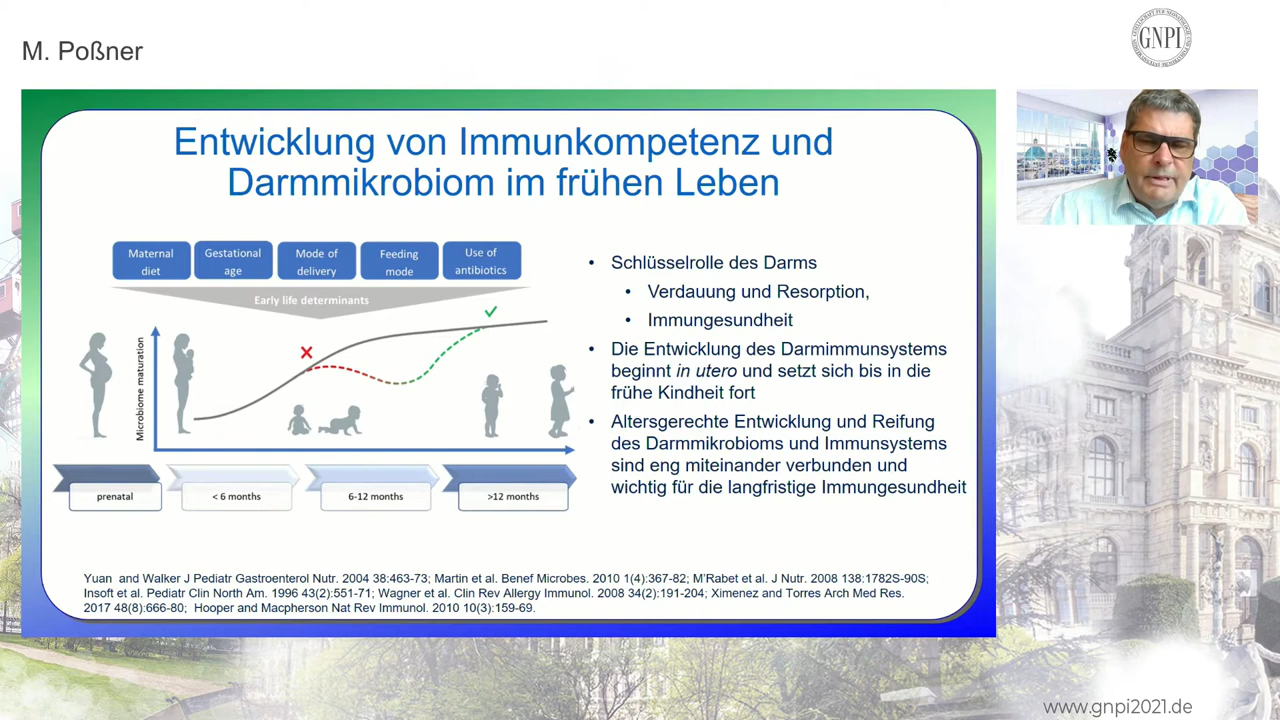 M. Poßner
GNPI
Entwicklung von Immunkompetenz und
Darmmikrobiom im frühen Leben
Maternal
diet
Gestational
age
Mode of
delivery
Feeding
mode
Use of
antibiotics
Early life determinants
Microbiome maturation
prenatal
< 6 months
6-12 months
>12 months
• Schlüsselrolle des Darms
• Verdauung und Resorption,
• Immungesundheit
• Die Entwicklung des Darmimmunsystems
beginnt in utero und setzt sich bis in die
frühe Kindheit fort
• Altersgerechte Entwicklung und Reifung
des Darmmikrobioms und Immunsystems
sind eng miteinander verbunden und
wichtig für die langfristige Immungesundheit
Yuan and Walker J Pediatr Gastroenterol Nutr. 2004 38:463-73; Martin et al. Benef Microbes. 2010 1(4):367-82; M'Rabet et al. J Nutr. 2008 138:1782S-90S;
Insoft et al. Pediatr Clin North Am. 1996 43(2):551-71; Wagner et al. Clin Rev Allergy Immunol. 2008 34(2):191-204; Ximenez and Torres Arch Med Res.
2017 48(8):666-80; Hooper and Macpherson Nat Rev Immunol. 2010 10(3):159-69.
www.gnpi2021.de